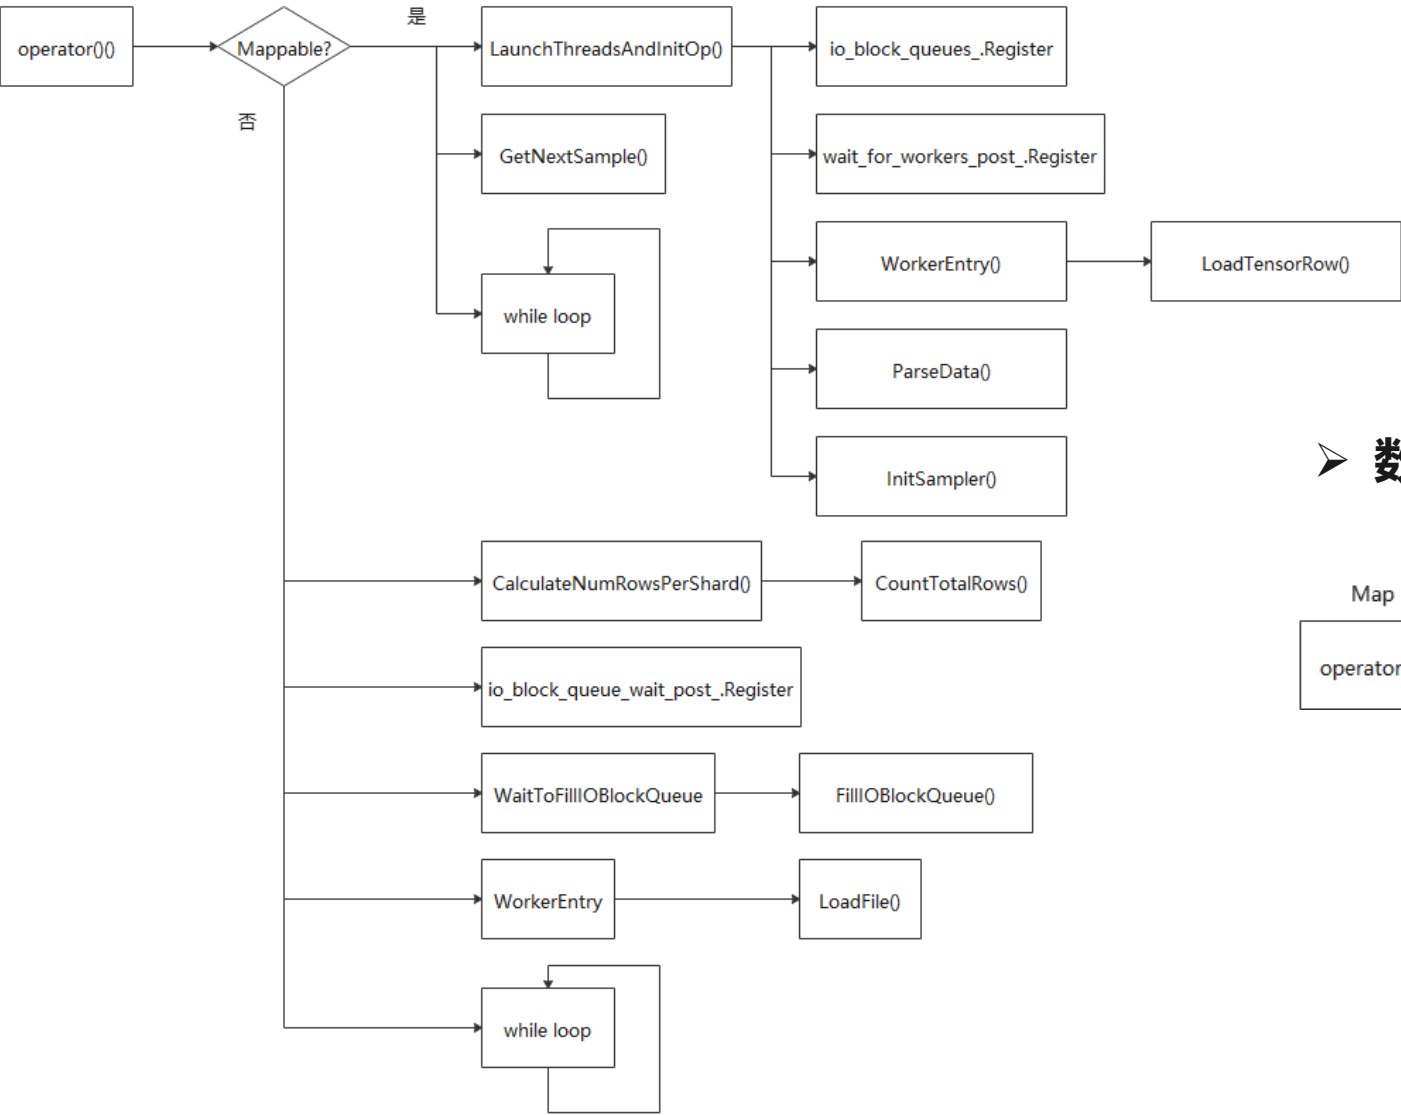 operator()()
Mappable?
是
否
LaunchThreadsAndInitOp()
io_block_queues_.Register
GetNextSample()
wait_for_workers_post_.Register
WorkerEntry()
LoadTensorRow()
while loop
ParseData()
InitSampler()
数
CalculateNumRowsPerShard()
CountTotalRows()
Map
operator
io_block_queue_wait_post_.Register
WaitToFillIOBlockQueue
FillIOBlockQueue()
WorkerEntry
LoadFile()
while loop